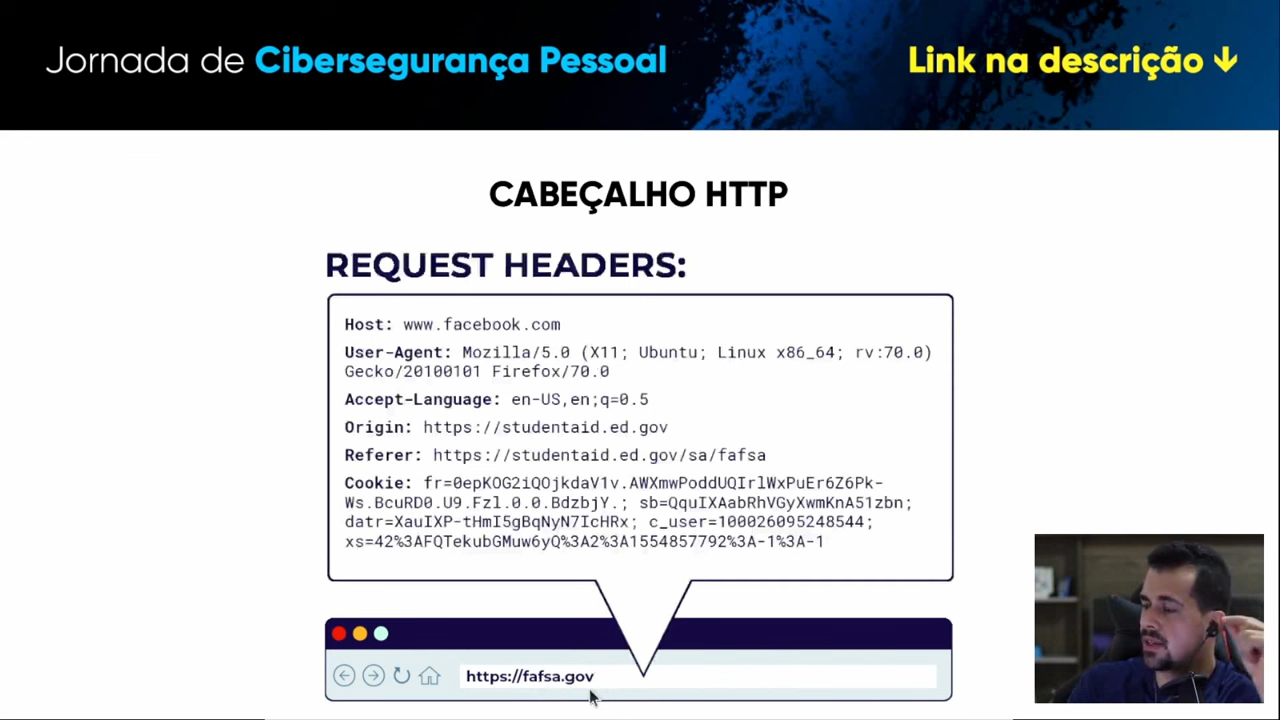 Jornada de Cibersegurança Pessoal
Link na descrição ↓
CABEÇALHO HTTP
REQUEST HEADERS:
Host: www.facebook.com
User-Agent: Mozilla/5.0 (X11; Ubuntu; Linux x86_64; rv:70.0)
Gecko/20100101 Firefox/70.0
Accept-Language: en-US,en;q=0.5
Origin: https://studentaid.ed.gov
Referer: https://studentaid.ed.gov/sa/fafsa
Cookie: fr=0epKOG2iQOjkdaV1v.AWXmwPoddUQIrlWxPuEr6Z6Pk-
Ws.BcuRD0.U9.Fzl.0.0.BdzbjY.; sb=QquIXAabRhVGyXwmKnA51zbn;
datr=XauIXP-tHmI5gBqNyN7IcHRx; c_user=100026095248544;
xs=42%3AFQTekubGMuw6yQ%3A2%3A1554857792%3A-1%3A-1
https://fafsa.gov